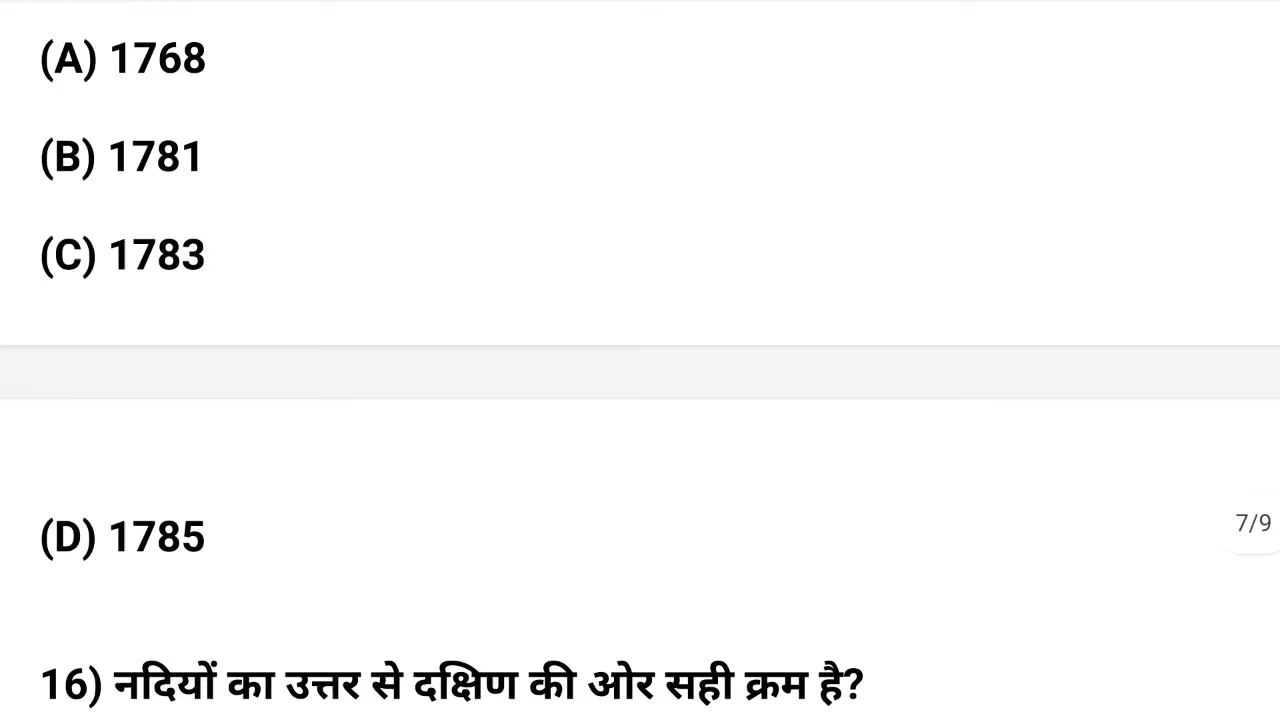 (A) 1768
(B) 1781
(C) 1783
(D) 1785
7/9
16) नदियों का उत्तर से दक्षिण की ओर सही क्रम है?